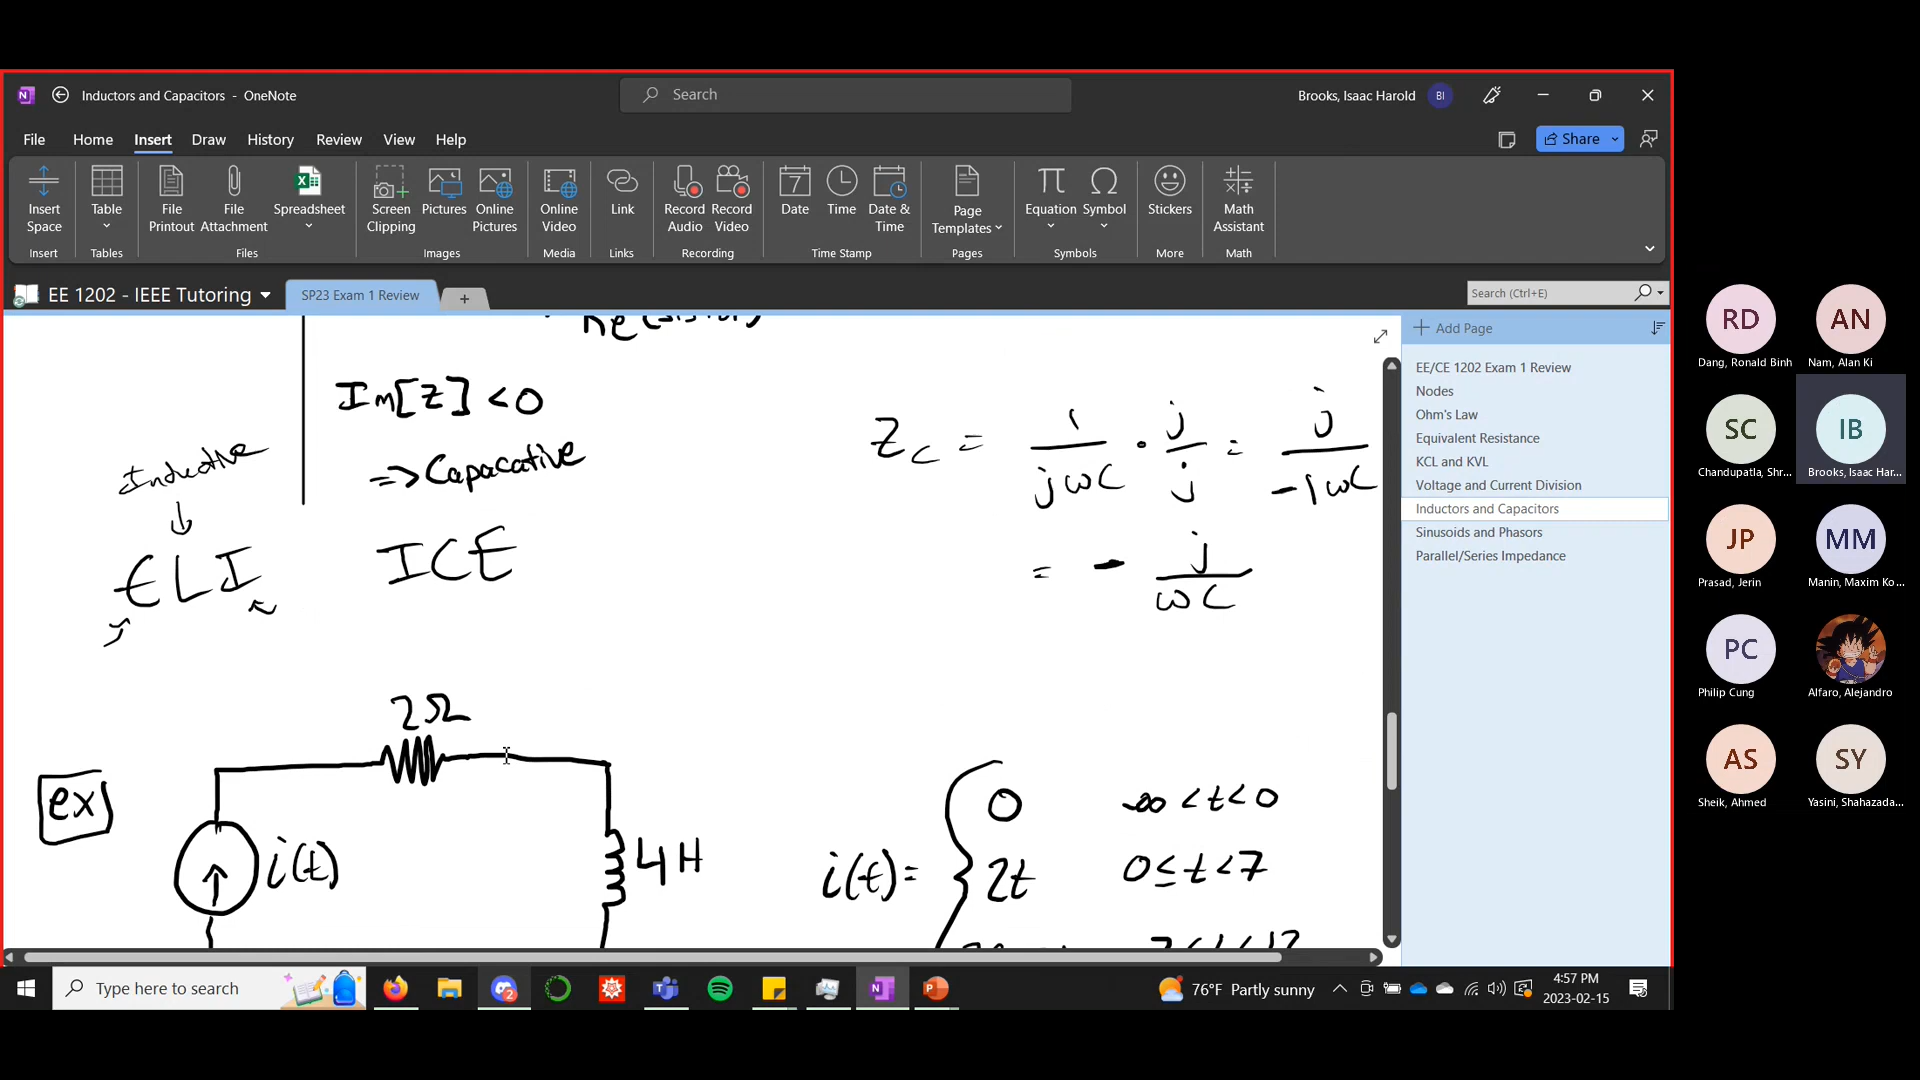 Inductors and Capacitors - OneNote
Search
Brooks, Isaac Harold
BI
File Home Insert Draw History Review View Help
Share
Insert Space
Table
File Printout
File Attachment
Spreadsheet
Screen Clipping
Pictures
Online Pictures
Online Video
Link
Record Audio
Record Video
Date
Time
Date & Time
Page Templates
Equation
Symbol
Stickers
Math Assistant
Insert Tables Files Images Media Links Recording Time Stamp Pages Symbols More Math
EE 1202 - IEEE Tutoring
SP23 Exam 1 Review
Search (Ctrl+E)
Add Page
EE/CE 1202 Exam 1 Review
Nodes
Ohm's Law
Equivalent Resistance
KCL and KVL
Voltage and Current Division
Inductors and Capacitors
Sinusoids and Phasors
Parallel/Series Impedance
Im[Z] < 0
=> Capacative
Inductive
ELI
ICE
Zc = 1/jωC · j/j = j/-1ωC
= - j/ωC
ex
2Ω
i(t)
4H
i(t) =
0 -∞ < t < 0
2t 0 ≤ t < 7
RD
Dang, Ronald Binh
AN
Nam, Alan Ki
SC
Chandupatla, Shr...
IB
Brooks, Isaac Har...
JP
Prasad, Jerin
MM
Manin, Maxim Ko...
PC
Philip Cung
Alfaro, Alejandro
AS
Sheik, Ahmed
SY
Yasini, Shahazada...
Type here to search
76°F Partly sunny
4:57 PM
2023-02-15